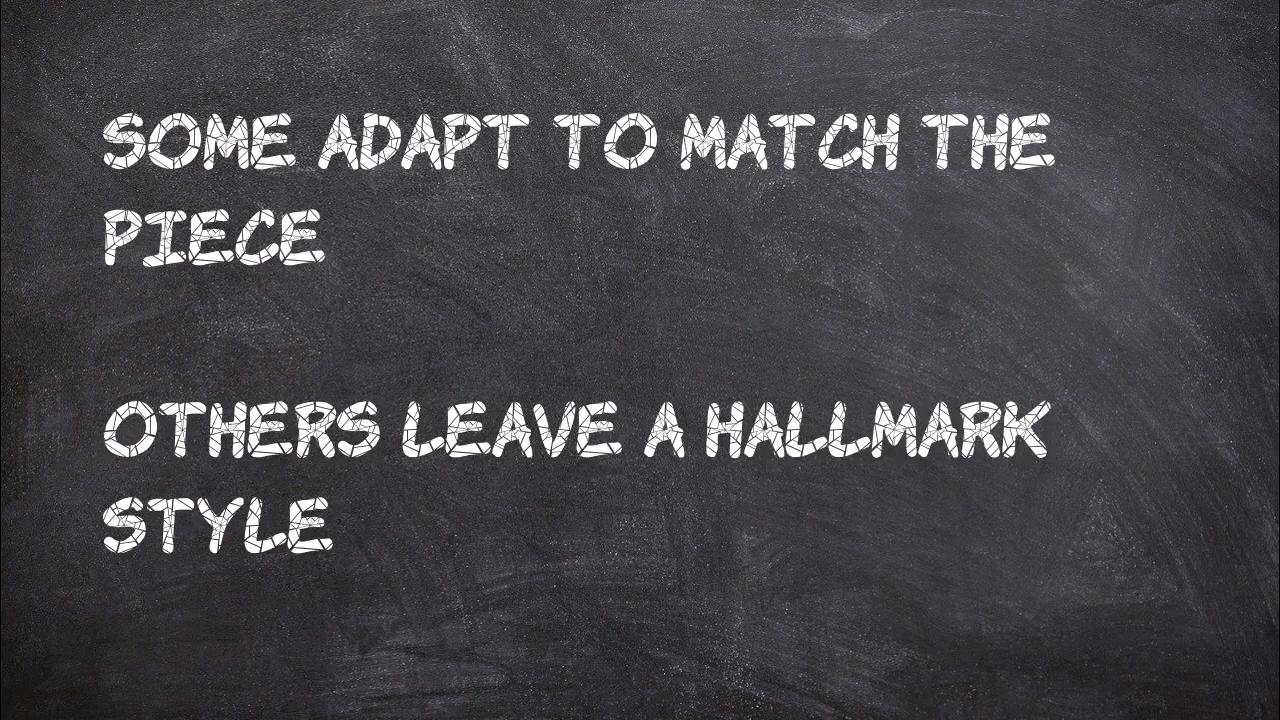 SOME ADAPT TO MATCH THE
PIECE
OTHERS LEAVE A HALLMARK
STYLE